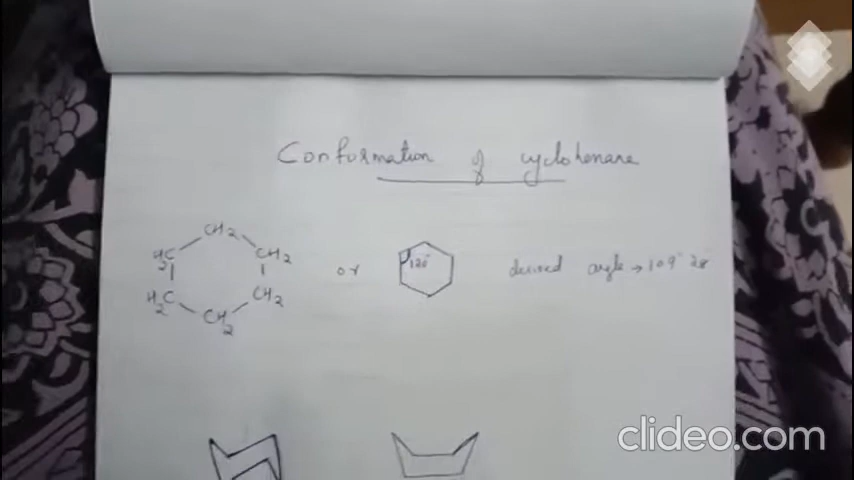 Conformation of cyclohexane
CH2
H2C CH2
or
120°
desired angle → 109° 28'
H2C CH2
CH2
clideo.com